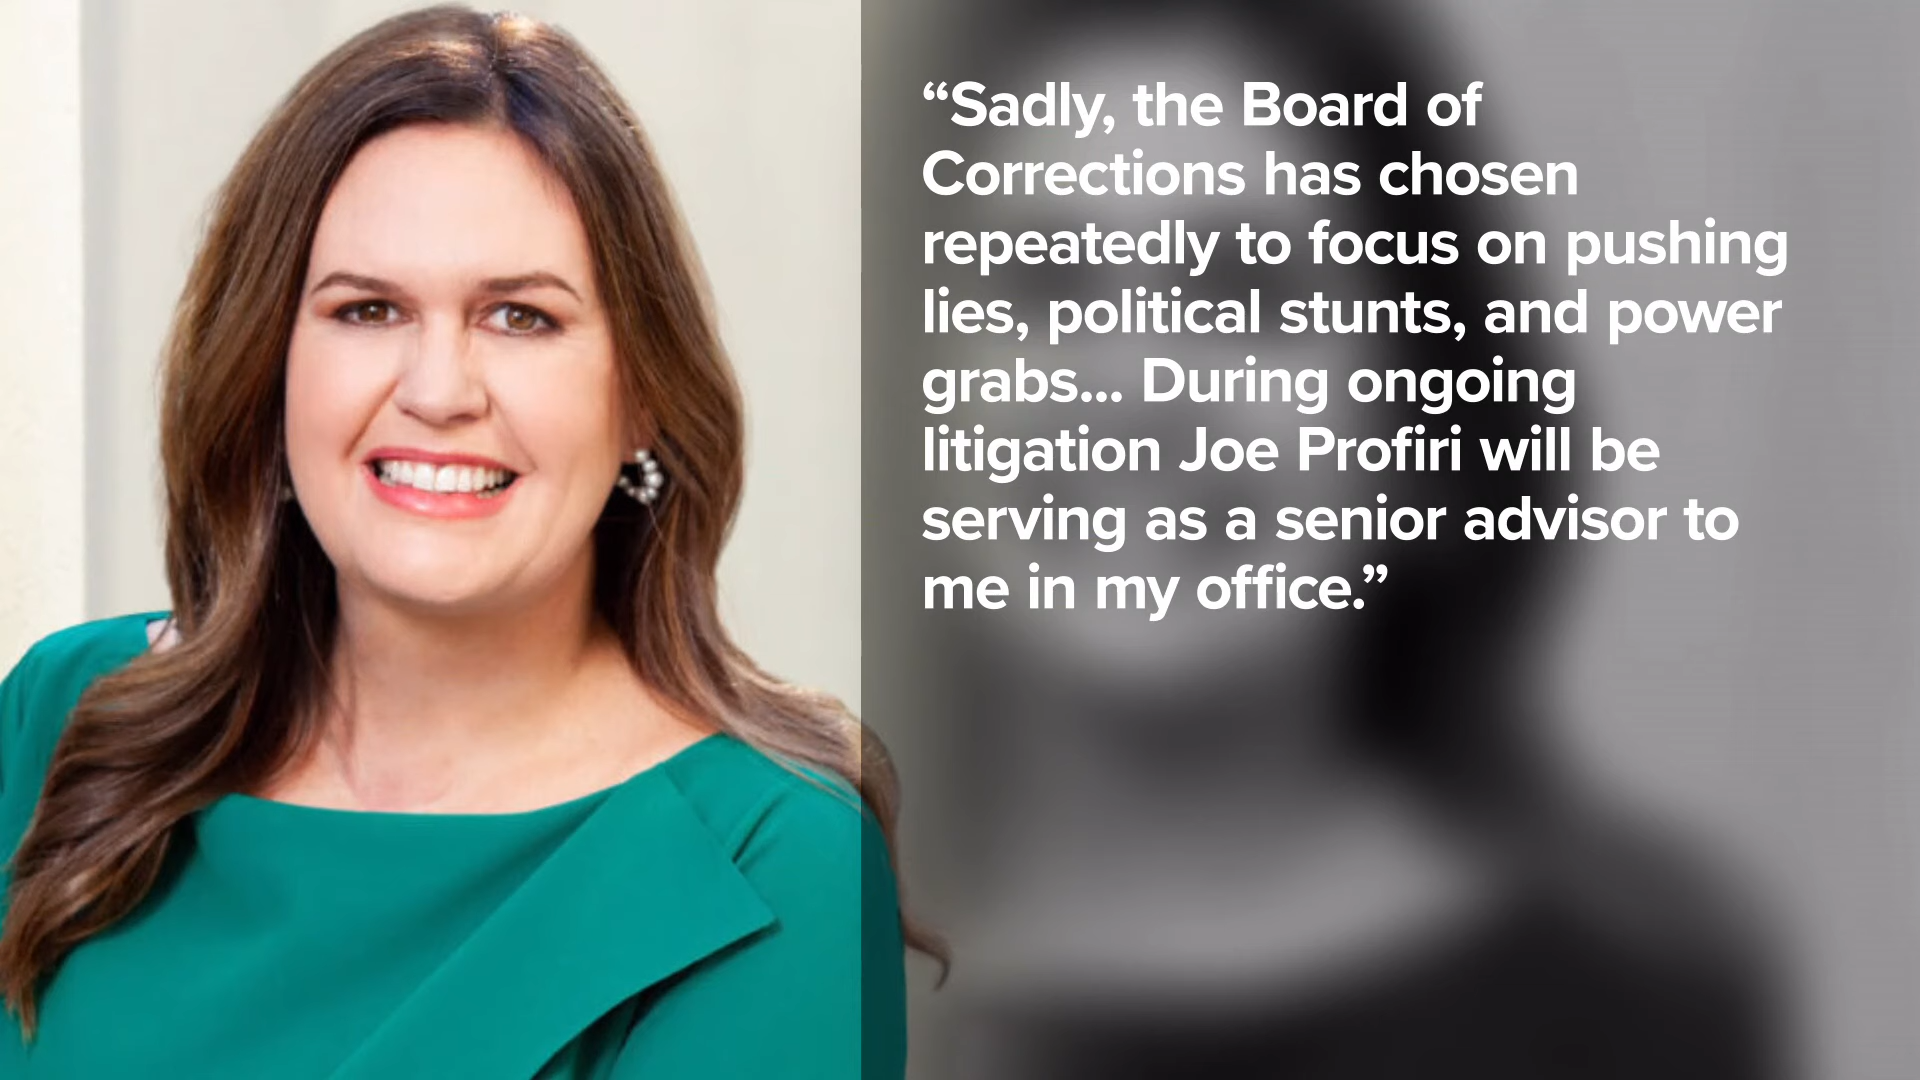 “Sadly, the Board of
Corrections has chosen
repeatedly to focus on pushing
lies, political stunts, and power
grabs... During ongoing
litigation Joe Profiri will be
serving as a senior advisor to
me in my office.”